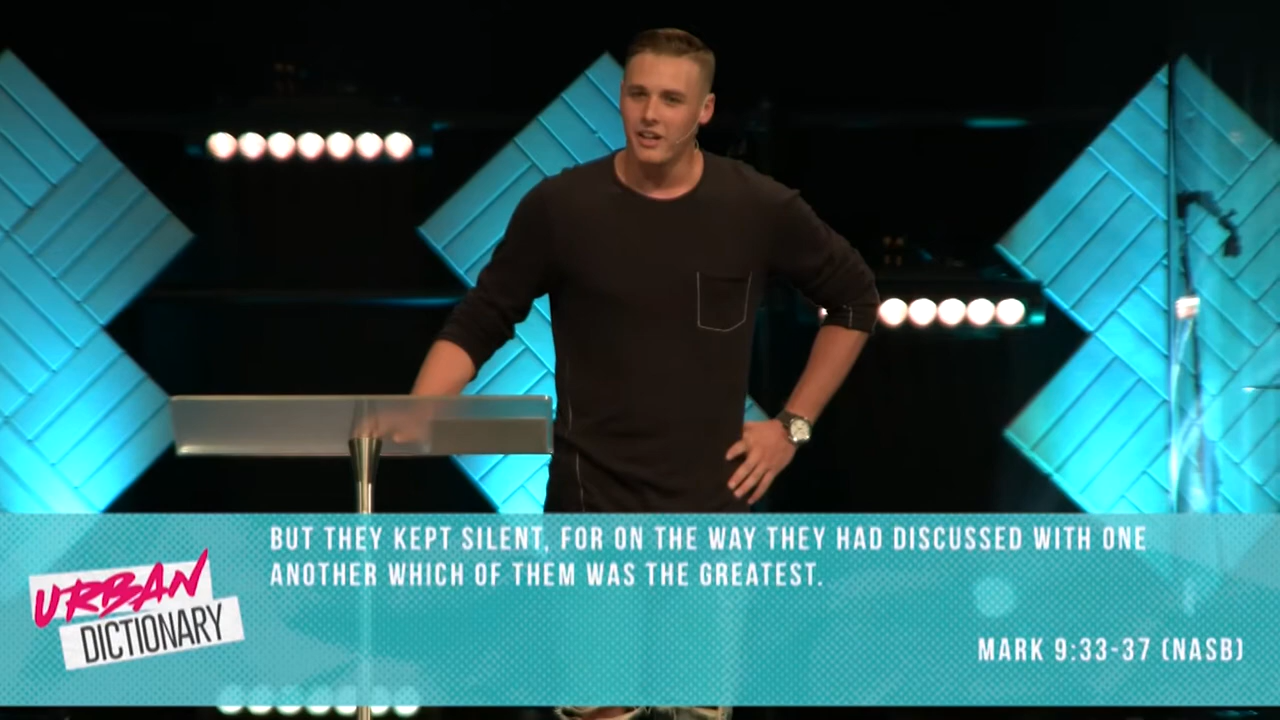 BUT THEY KEPT SILENT, FOR ON THE WAY THEY HAD DISCUSSED WITH ONE
ANOTHER WHICH OF THEM WAS THE GREATEST.
URBAN
DICTIONARY
MARK 9:33-37 (NASB)